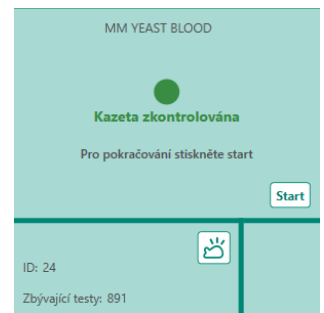 MM YEAST BLOOD
Kazeta zkontrolována
Pro pokračování stiskněte start
Start
ID: 24
Zbývající testy: 891